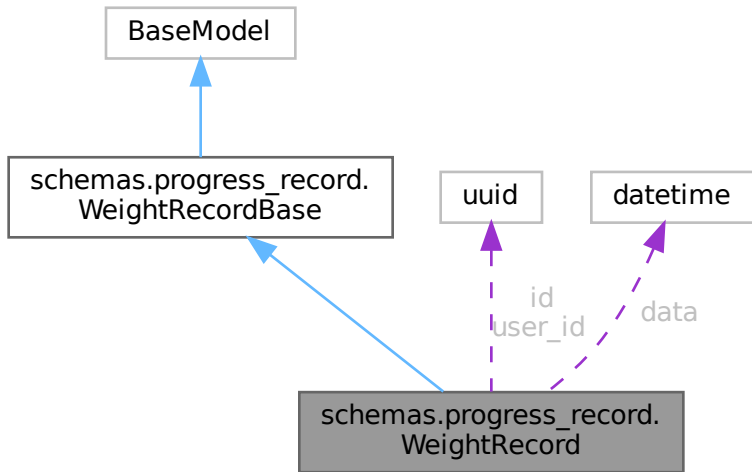 BaseModel
schemas.progress_record.
WeightRecordBase
uuid
datetime
id
user_id
data
schemas.progress_record.
WeightRecord